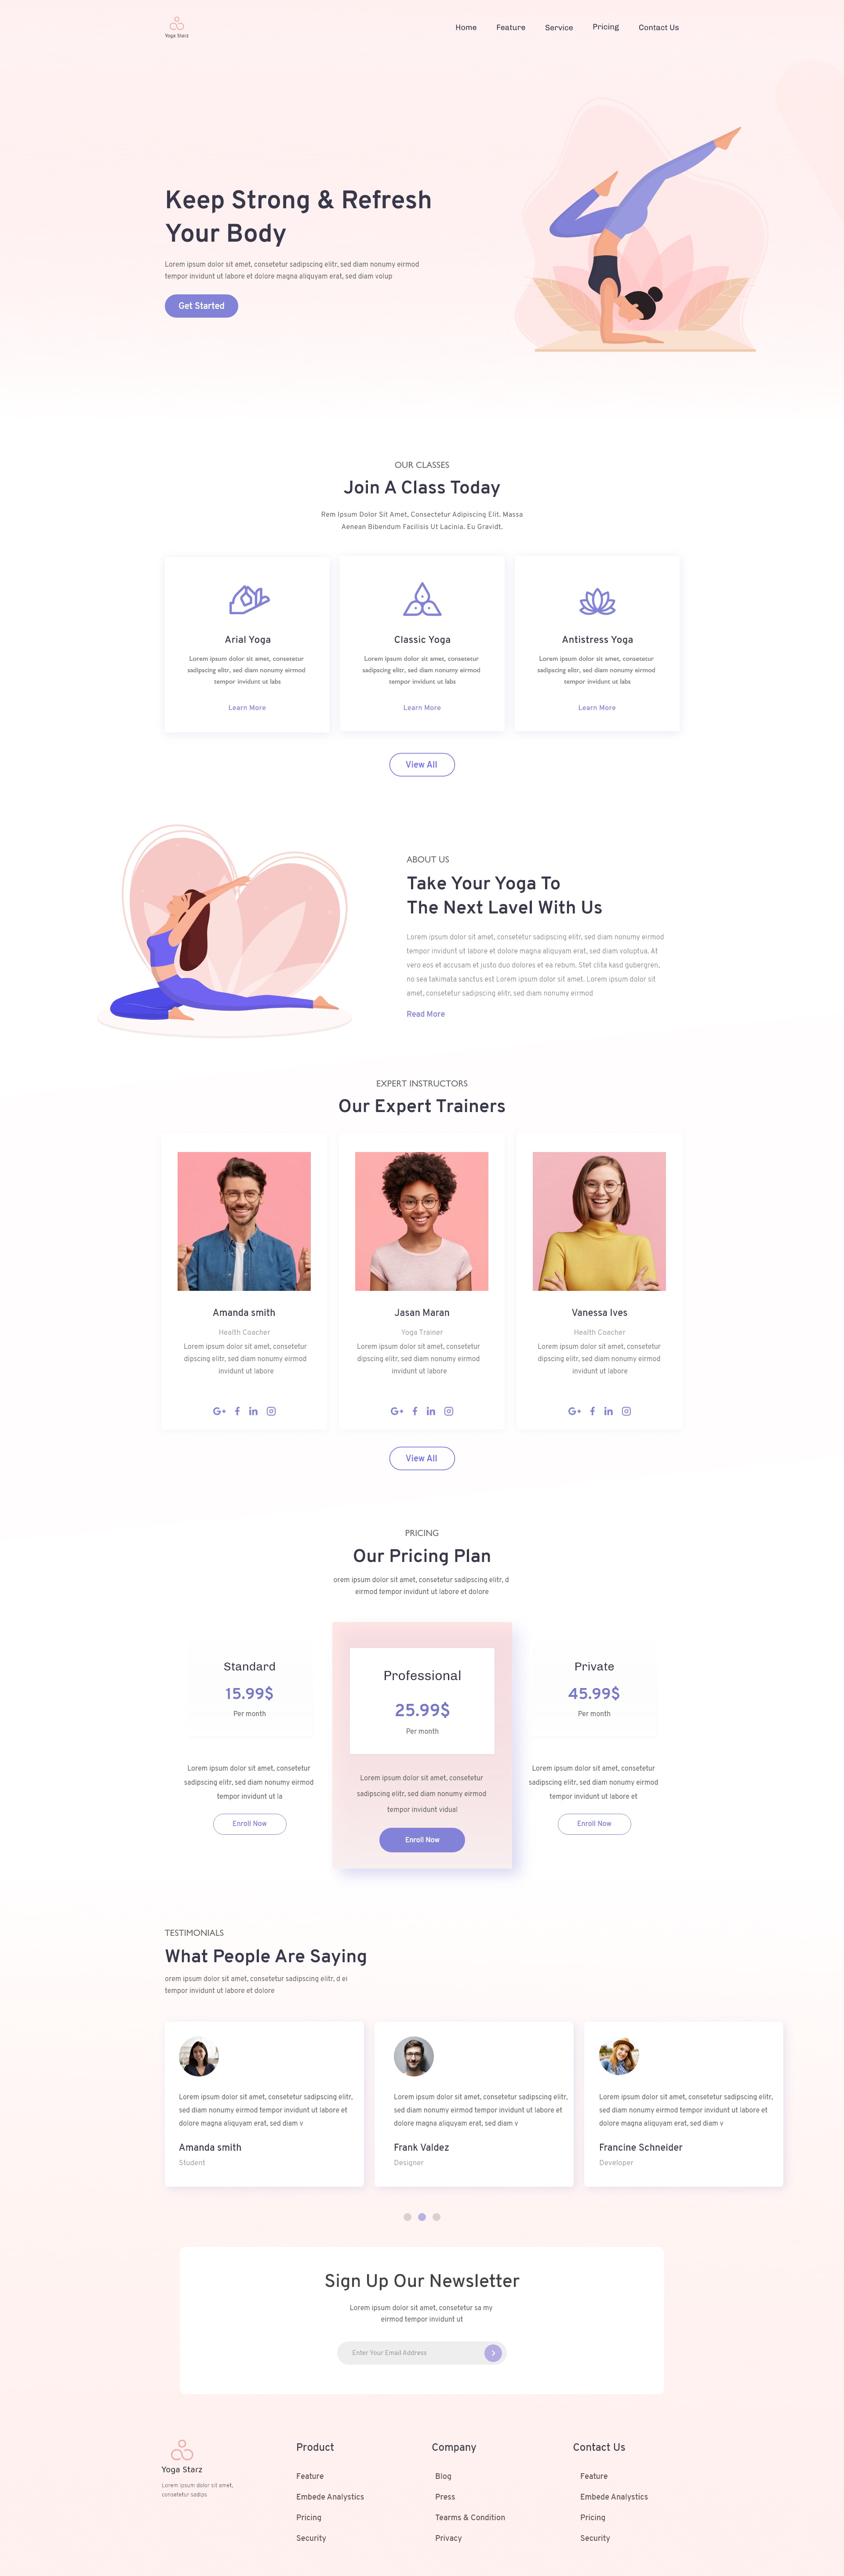 Yoga Starz
Home
Feature
Service
Pricing
Contact Us
Keep Strong & Refresh
Your Body
Lorem ipsum dolor sit amet, consetetur sadipscing elitr, sed diam nonumy eirmod
tempor invidunt ut labore et dolore magna aliquyam erat, sed diam volup
Get Started
OUR CLASSES
Join A Class Today
Rem Ipsum Dolor Sit Amet, Consectetur Adipiscing Elit. Massa
Aenean Bibendum Facilisis Ut Lacinia. Eu Gravidt.
Arial Yoga
Lorem ipsum dolor sit amet, consetetur
sadipscing elitr, sed diam nonumy eirmod
tempor invidunt ut labs
Learn More
Classic Yoga
Lorem ipsum dolor sit amet, consetetur
sadipscing elitr, sed diam nonumy eirmod
tempor invidunt ut labs
Learn More
Antistress Yoga
Lorem ipsum dolor sit amet, consetetur
sadipscing elitr, sed diam nonumy eirmod
tempor invidunt ut labs
Learn More
View All
ABOUT US
Take Your Yoga To
The Next Lavel With Us
Lorem ipsum dolor sit amet, consetetur sadipscing elitr, sed diam nonumy eirmod
tempor invidunt ut labore et dolore magna aliquyam erat, sed diam voluptua. At
vero eos et accusam et justo duo dolores et ea rebum. Stet clita kasd gubergren,
no sea takimata sanctus est Lorem ipsum dolor sit amet. Lorem ipsum dolor sit
amet, consetetur sadipscing elitr, sed diam nonumy eirmod
Read More
EXPERT INSTRUCTORS
Our Expert Trainers
Amanda smith
Health Coacher
Lorem ipsum dolor sit amet, consetetur
dipscing elitr, sed diam nonumy eirmod
invidunt ut labore
Jasan Maran
Yoga Trainer
Lorem ipsum dolor sit amet, consetetur
dipscing elitr, sed diam nonumy eirmod
invidunt ut labore
Vanessa Ives
Health Coacher
Lorem ipsum dolor sit amet, consetetur
dipscing elitr, sed diam nonumy eirmod
invidunt ut labore
View All
PRICING
Our Pricing Plan
orem ipsum dolor sit amet, consetetur sadipscing elitr, d
eirmod tempor invidunt ut labore et dolore
Standard
15.99$
Per month
Lorem ipsum dolor sit amet, consetetur
sadipscing elitr, sed diam nonumy eirmod
tempor invidunt ut la
Enroll Now
Professional
25.99$
Per month
Lorem ipsum dolor sit amet, consetetur
sadipscing elitr, sed diam nonumy eirmod
tempor invidunt vidual
Enroll Now
Private
45.99$
Per month
Lorem ipsum dolor sit amet, consetetur
sadipscing elitr, sed diam nonumy eirmod
tempor invidunt ut labore et
Enroll Now
TESTIMONIALS
What People Are Saying
orem ipsum dolor sit amet, consetetur sadipscing elitr, d ei
tempor invidunt ut labore et dolore
Lorem ipsum dolor sit amet, consetetur sadipscing elitr,
sed diam nonumy eirmod tempor invidunt ut labore et
dolore magna aliquyam erat, sed diam v
Amanda smith
Student
Lorem ipsum dolor sit amet, consetetur sadipscing elitr,
sed diam nonumy eirmod tempor invidunt ut labore et
dolore magna aliquyam erat, sed diam v
Frank Valdez
Designer
Lorem ipsum dolor sit amet, consetetur sadipscing elitr,
sed diam nonumy eirmod tempor invidunt ut labore et
dolore magna aliquyam erat, sed diam v
Francine Schneider
Developer
Sign Up Our Newsletter
Lorem ipsum dolor sit amet, consetetur sa my
eirmod tempor invidunt ut
Enter Your Email Address
Yoga Starz
Lorem ipsum dolor sit amet,
consetetur sadips
Product
Feature
Embede Analystics
Pricing
Security
Company
Blog
Press
Tearms & Condition
Privacy
Contact Us
Feature
Embede Analystics
Pricing
Security